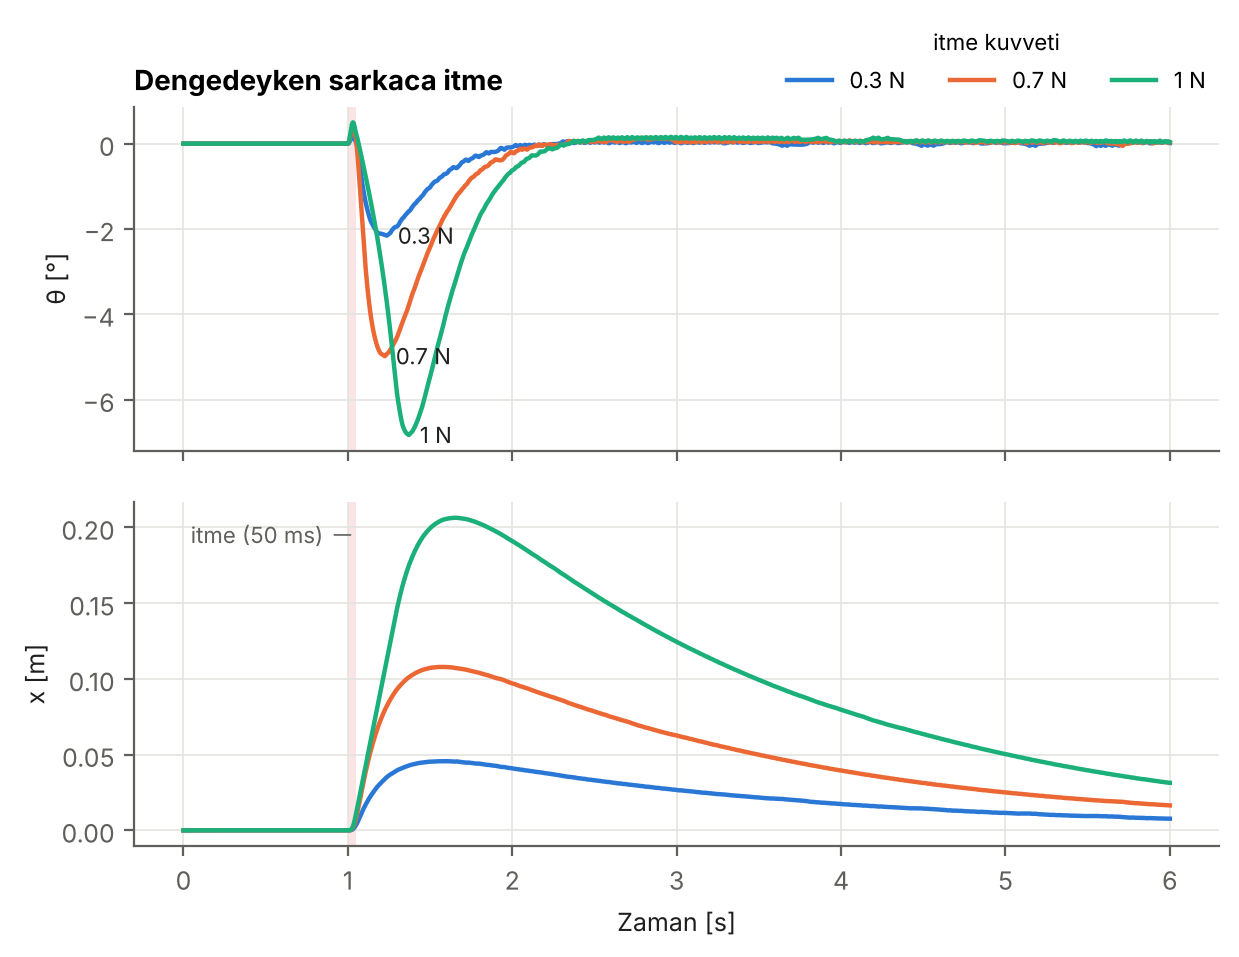 itme kuvveti
Dengedeyken sarkaca itme
0.3 N 0.7 N 1 N
0
−2
−4
−6
θ [°]
0.3 N
0.7 N
1 N
itme (50 ms)
0.20
0.15
0.10
0.05
0.00
x [m]
0 1 2 3 4 5 6
Zaman [s]